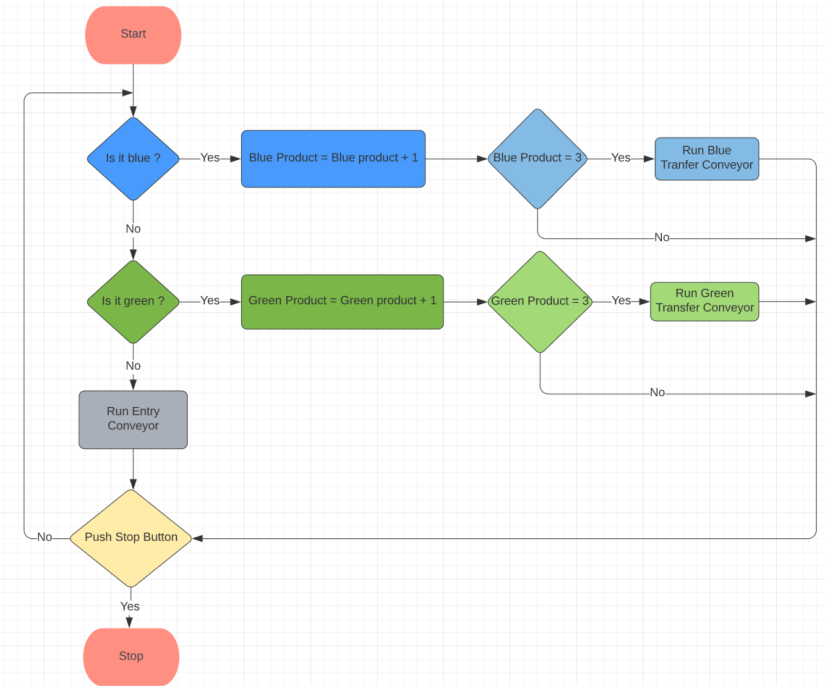 Start
Is it blue ?
Yes
Blue Product = Blue product + 1
Blue Product = 3
Yes
Run Blue
Tranfer Conveyor
No
No
Is it green ?
Yes
Green Product = Green product + 1
Green Product = 3
Yes
Run Green
Transfer Conveyor
No
No
Run Entry
Conveyor
Push Stop Button
No
Yes
Stop